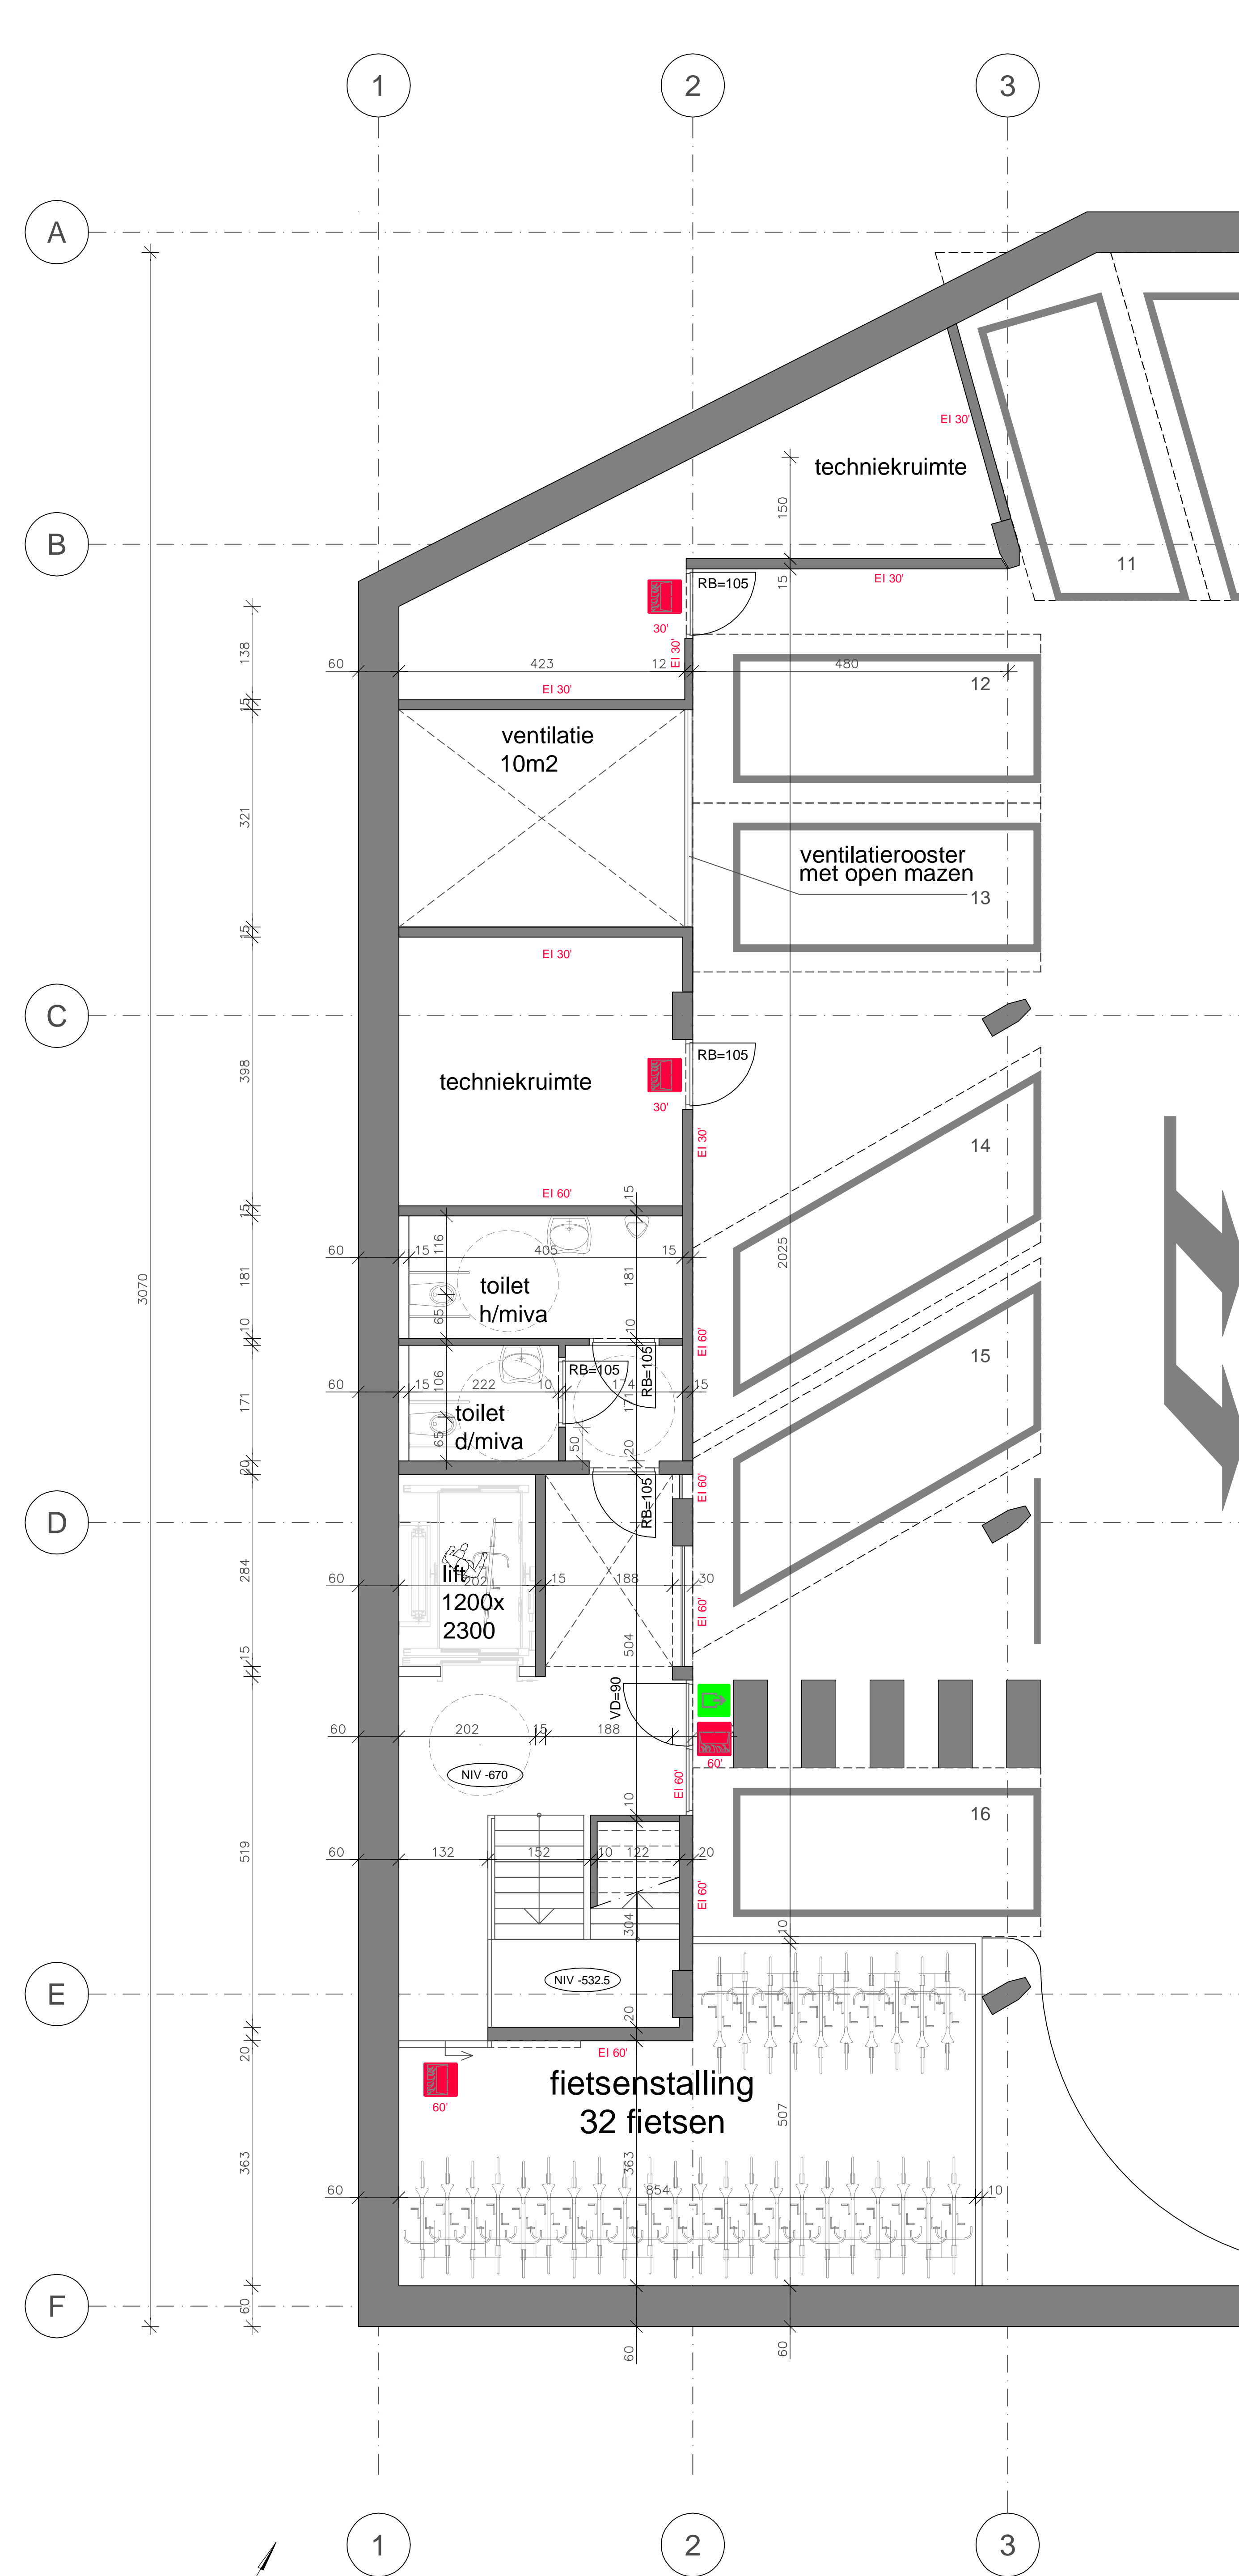 1
2
3
A
EI 30'
techniekruimte
150
B
11
15
EI 30'
RB=105
30'
EI 30'
138
60
423
12
480
12
EI 30'
15
ventilatie
10m2
321
ventilatierooster
met open mazen
13
15
EI 30'
C
RB=105
398
techniekruimte
30'
EI 30'
14
EI 60'
15
15
116
60
15
405
15
2025
181
181
toilet
h/miva
3070
65
10
10
EI 60'
15
RB=105
RB=105
106
60
15
222
10
174
15
171
171
toilet
d/miva
65
50
20
20
EI 60'
RB=105
D
284
lift
1200x
2300
60
202
15
188
30
EI 60'
504
15
VD=90
60
202
15
188
60'
NIV -670
EI 60'
10
16
519
60
132
152
10
122
20
EI 60'
304
10
E
NIV -532.5
20
20
EI 60'
60'
fietsenstalling
32 fietsen
507
363
363
60
854
10
F
60
60
60
1
2
3